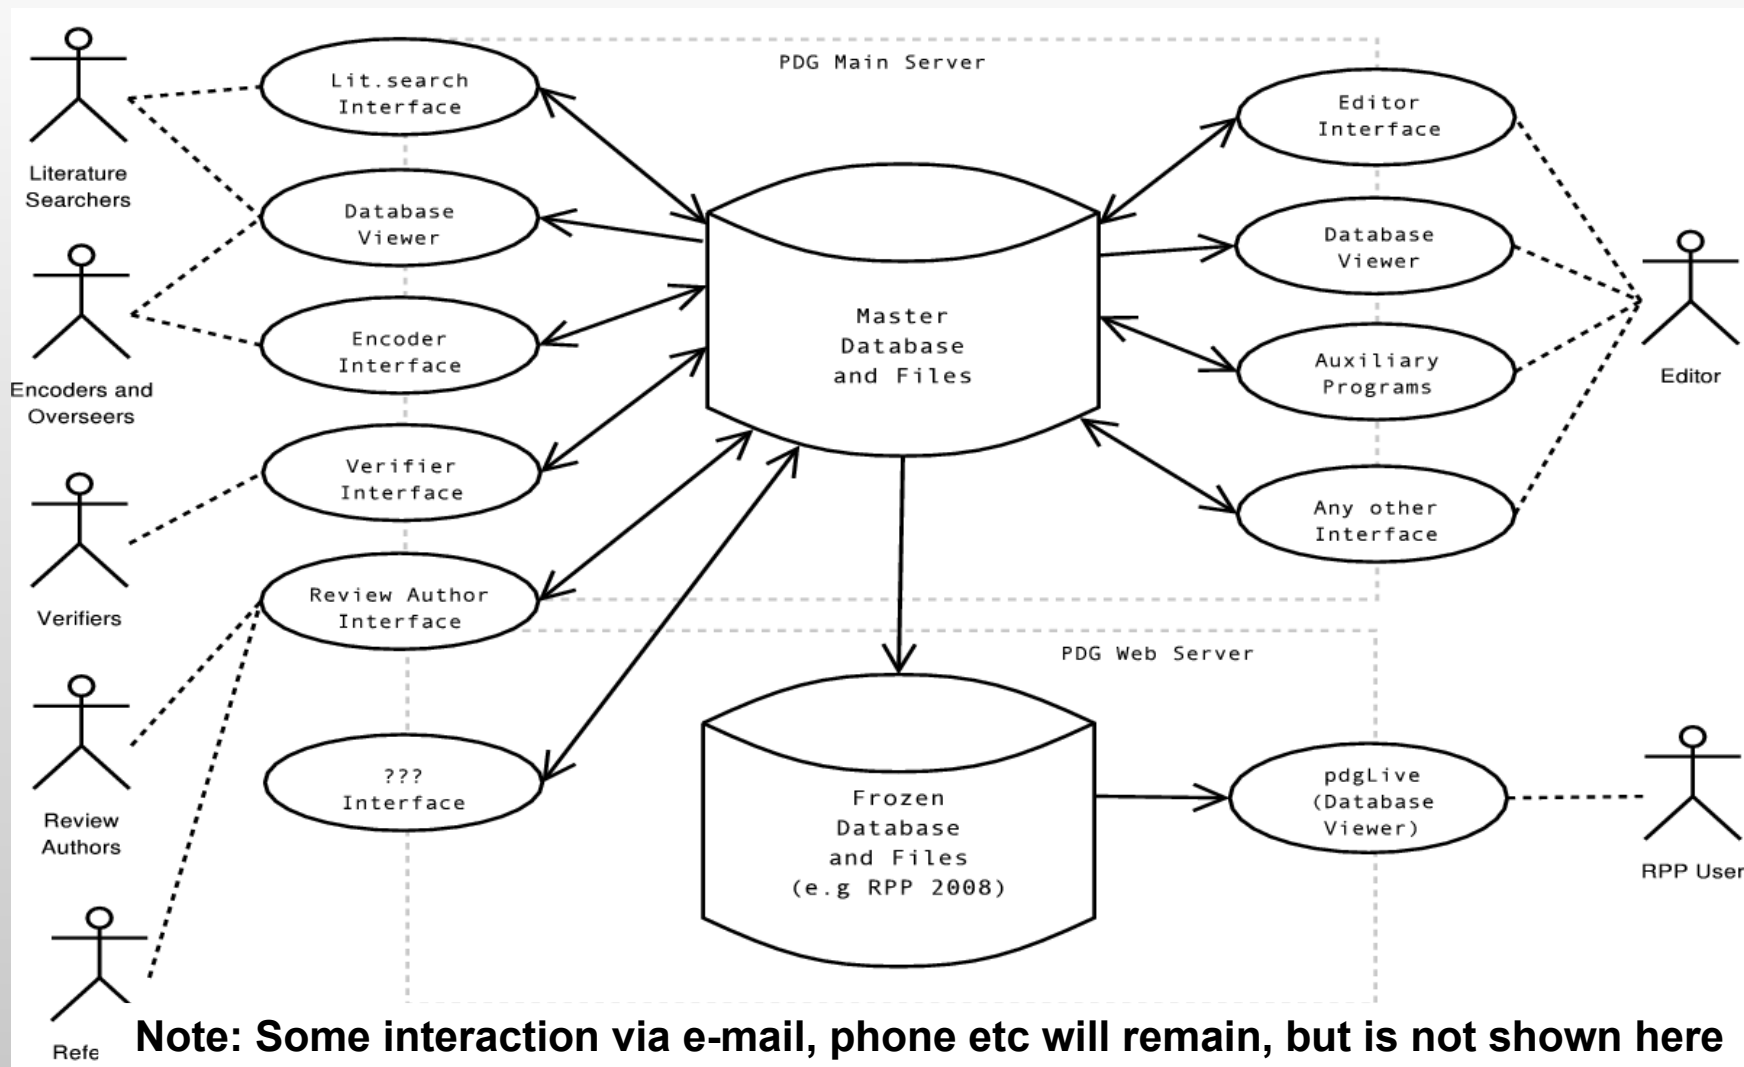 PDG Main Server
Lit.search
Interface
Literature
Searchers
Database
Viewer
Encoder
Interface
Encoders and
Overseers
Verifier
Interface
Verifiers
Review Author
Interface
Review
Authors
???
Interface
Master
Database
and Files
Editor
Interface
Database
Viewer
Auxiliary
Programs
Editor
Any other
Interface
PDG Web Server
Frozen
Database
and Files
(e.g RPP 2008)
pdgLive
(Database
Viewer)
RPP User
Refe
Note: Some interaction via e-mail, phone etc will remain, but is not shown here